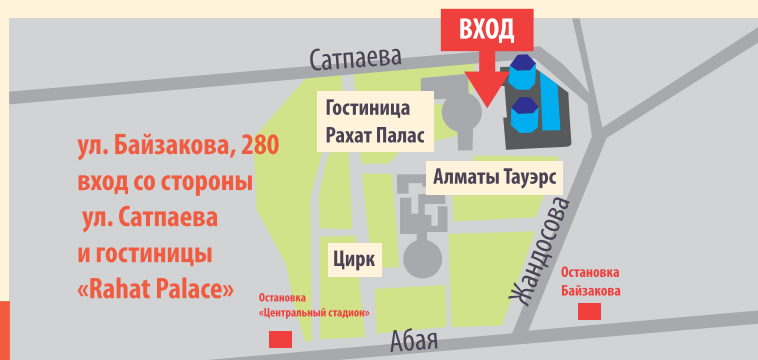 ВХОД
Сатпаева
Гостиница
Рахат Палас
ул. Байзакова, 280
вход со стороны
ул. Сатпаева
и гостиницы
«Rahat Palace»
Алматы Тауэрс
Цирк
Жандосова
Остановка
Байзакова
Остановка
«Центральный стадион»
Абая